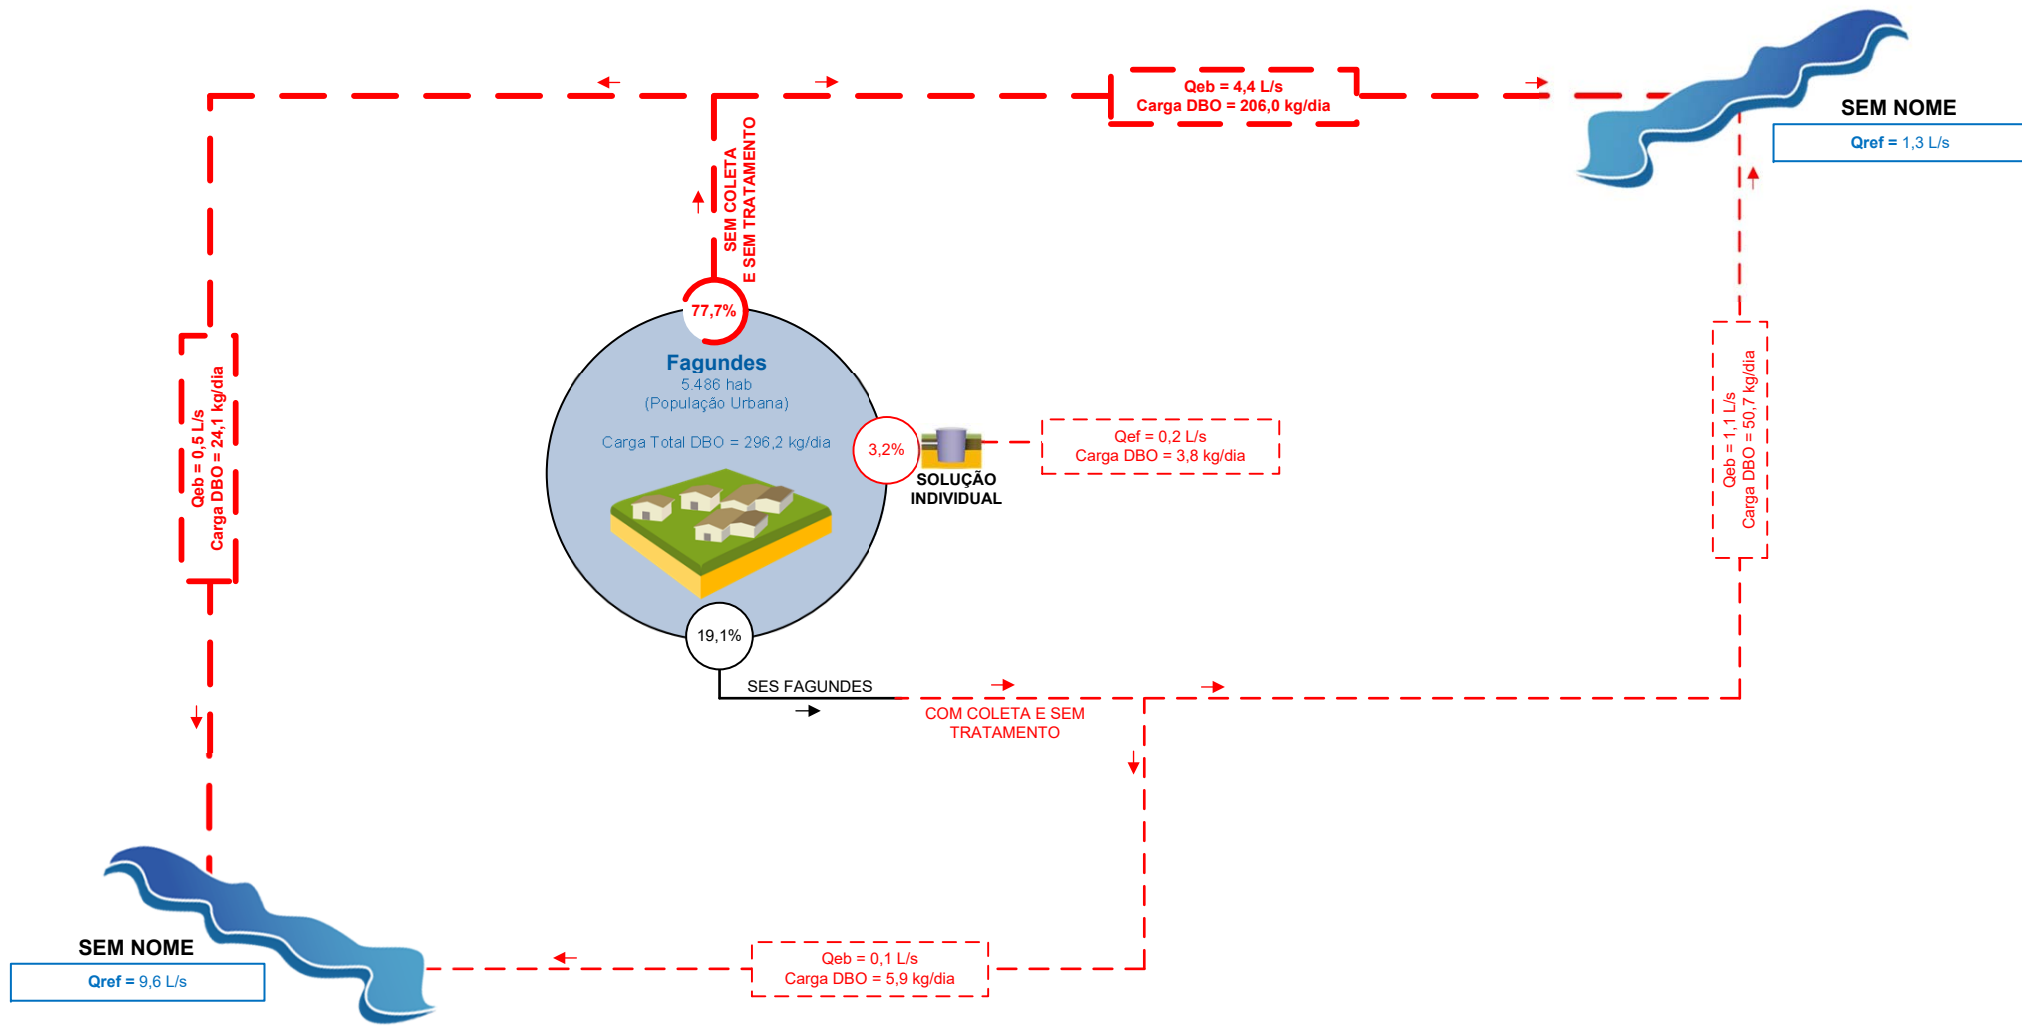 Qeb = 4,4 L/s
Carga DBO = 206,0 kg/dia
SEM NOME
Qref = 1,3 L/s
SEM COLETA
E SEM TRATAMENTO
77,7%
Fagundes
5.486 hab
(População Urbana)
Carga Total DBO = 296,2 kg/dia
3,2%
SOLUÇÃO
INDIVIDUAL
Qef = 0,2 L/s
Carga DBO = 3,8 kg/dia
Qeb = 0,5 L/s
Carga DBO = 24,1 kg/dia
Qeb = 1,1 L/s
Carga DBO = 50,7 kg/dia
19,1%
SES FAGUNDES
COM COLETA E SEM
TRATAMENTO
SEM NOME
Qref = 9,6 L/s
Qeb = 0,1 L/s
Carga DBO = 5,9 kg/dia